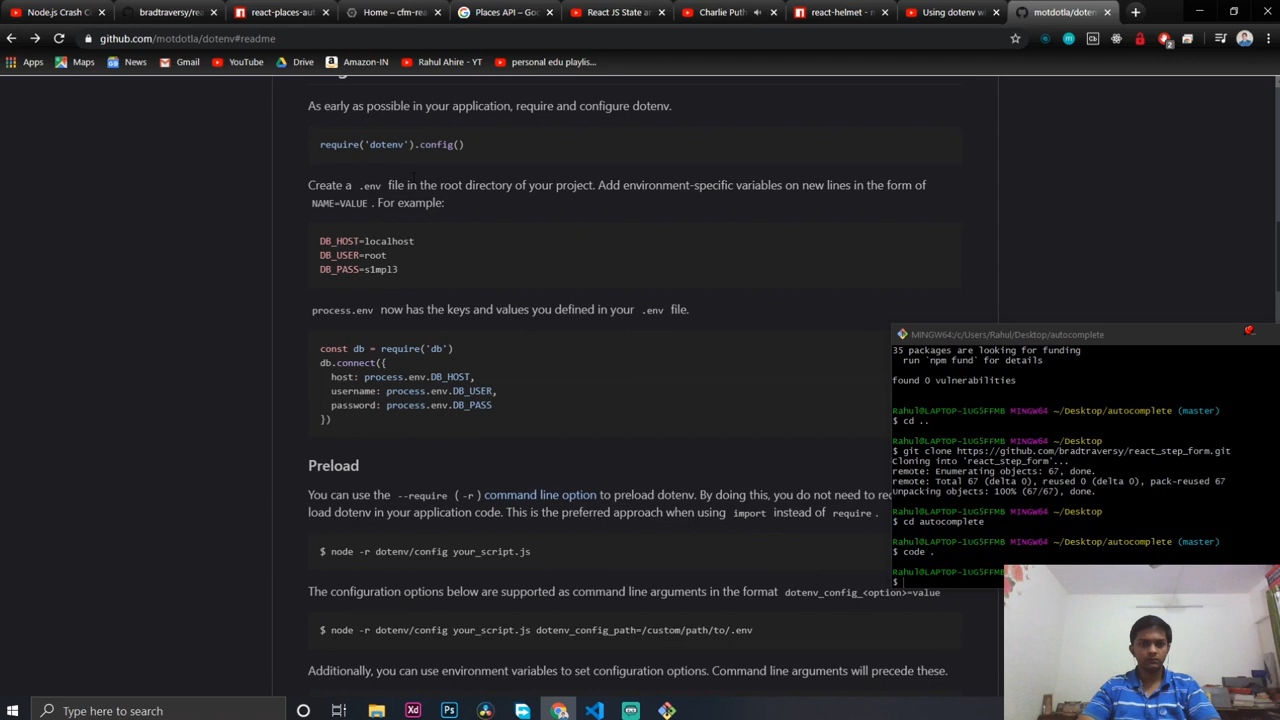 Node.js Crash C
bradtraversy/re
react-places-aut
Home – cfm-rea
Places API – Go
React JS State ar
Charlie Puth
react-helmet - n
Using dotenv wi
motdotla/doten
github.com/motdotla/dotenv#readme
Apps
Maps
News
Gmail
YouTube
Drive
Amazon-IN
Rahul Ahire - YT
personal edu playlis...
As early as possible in your application, require and configure dotenv.
require('dotenv').config()
Create a .env file in the root directory of your project. Add environment-specific variables on new lines in the form of
NAME=VALUE . For example:
DB_HOST=localhost
DB_USER=root
DB_PASS=s1mpl3
process.env now has the keys and values you defined in your .env file.
const db = require('db')
db.connect({
host: process.env.DB_HOST,
username: process.env.DB_USER,
password: process.env.DB_PASS
})
Preload
You can use the --require ( -r ) command line option to preload dotenv. By doing this, you do not need to rec
load dotenv in your application code. This is the preferred approach when using import instead of require .
$ node -r dotenv/config your_script.js
The configuration options below are supported as command line arguments in the format dotenv_config_<option>=value
$ node -r dotenv/config your_script.js dotenv_config_path=/custom/path/to/.env
Additionally, you can use environment variables to set configuration options. Command line arguments will precede these.
MINGW64:/c/Users/Rahul/Desktop/autocomplete
35 packages are looking for funding
run `npm fund` for details
found 0 vulnerabilities
Rahul@LAPTOP-1UG5FFMB MINGW64 ~/Desktop/autocomplete (master)
$ cd ..
Rahul@LAPTOP-1UG5FFMB MINGW64 ~/Desktop
$ git clone https://github.com/bradtraversy/react_step_form.git
Cloning into 'react_step_form'...
remote: Enumerating objects: 67, done.
remote: Total 67 (delta 0), reused 0 (delta 0), pack-reused 67
Unpacking objects: 100% (67/67), done.
Rahul@LAPTOP-1UG5FFMB MINGW64 ~/Desktop
$ cd autocomplete
Rahul@LAPTOP-1UG5FFMB MINGW64 ~/Desktop/autocomplete (master)
$ code .
Rahul@LAPTOP-1UG5FFMB
$
Type here to search